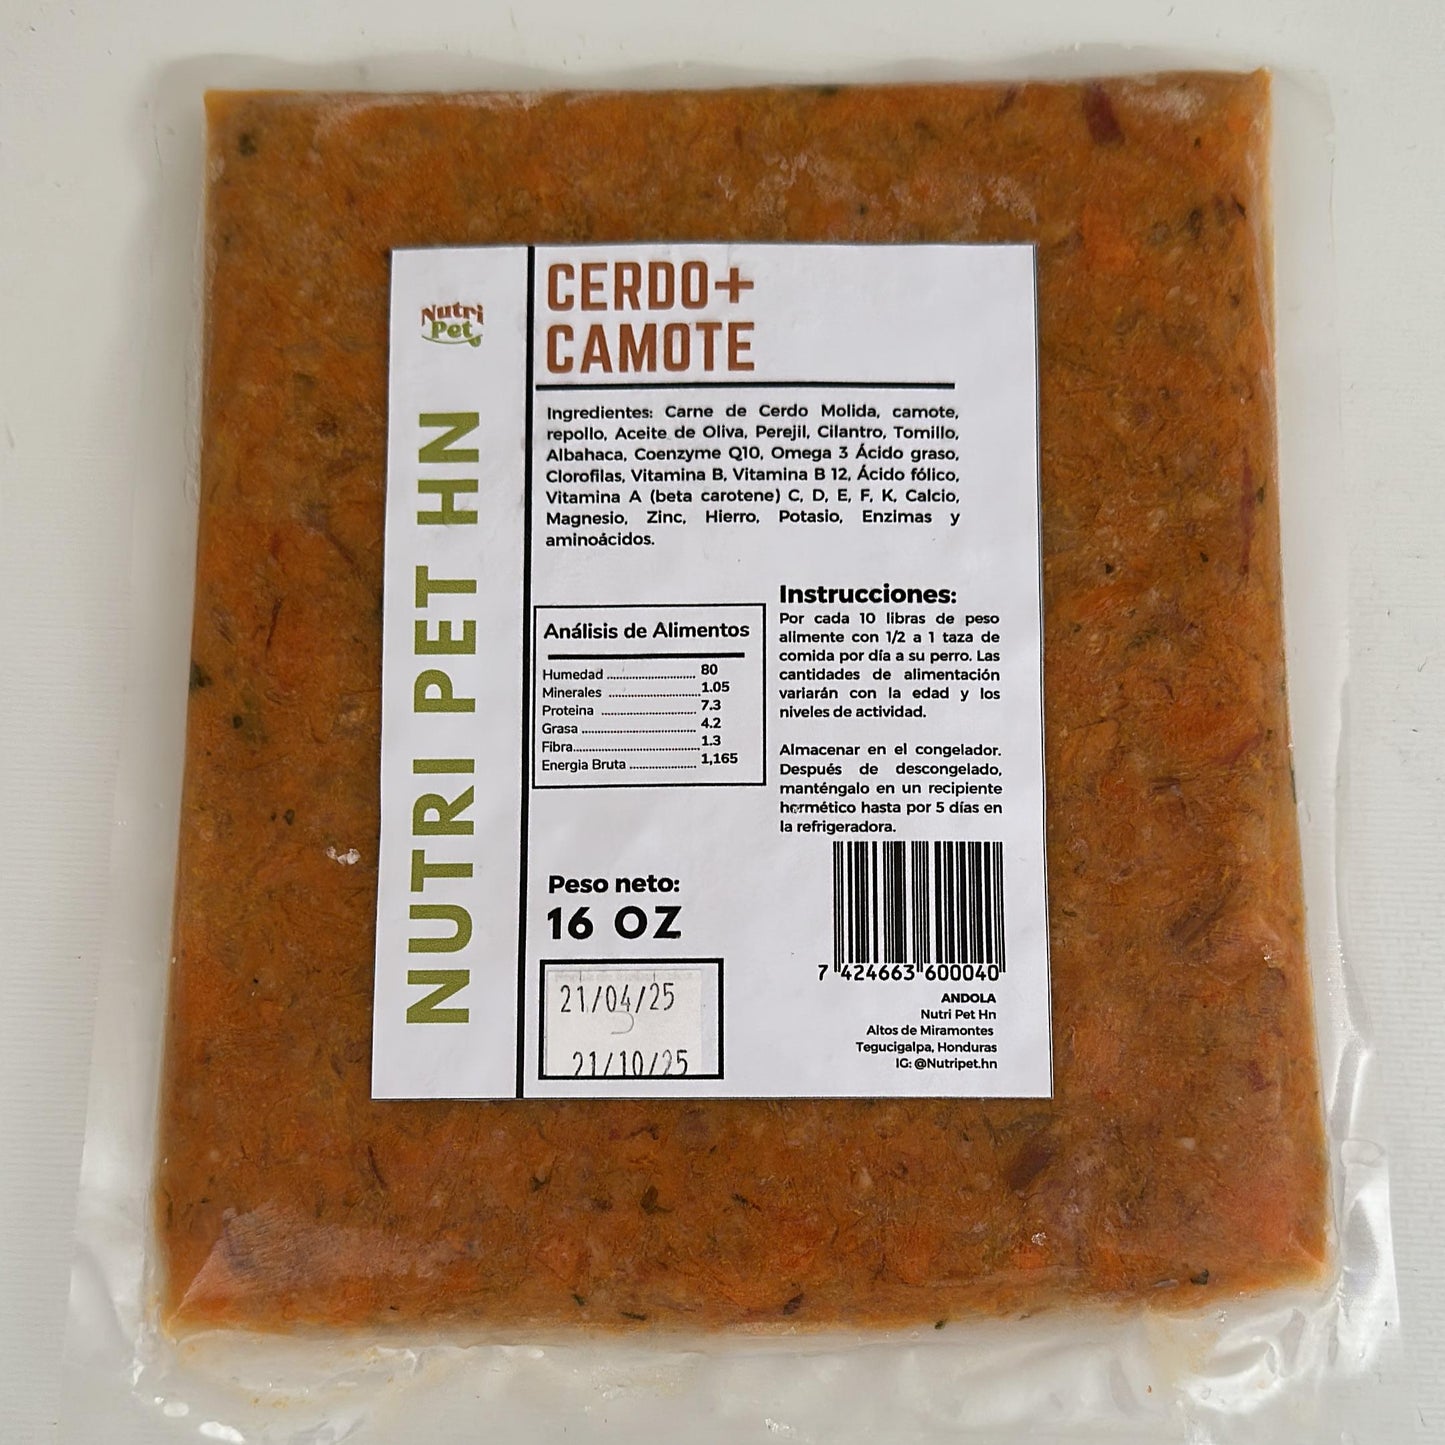 Nutri
Pet
NUTRI PET HN
CERDO+
CAMOTE
Ingredientes: Carne de Cerdo Molida, camote,
repollo, Aceite de Oliva, Perejil, Cilantro, Tomillo,
Albahaca, Coenzyme Q10, Omega 3 Ácido graso,
Clorofilas, Vitamina B, Vitamina B 12, Ácido fólico,
Vitamina A (beta carotene) C, D, E, F, K, Calcio,
Magnesio, Zinc, Hierro, Potasio, Enzimas y
aminoácidos.
Análisis de Alimentos
Humedad ......................... 80
Minerales ......................... 1.05
Proteina ......................... 7.3
Grasa ............................... 4.2
Fibra.................................. 1.3
Energia Bruta .................. 1,165
Instrucciones:
Por cada 10 libras de peso
alimente con 1/2 a 1 taza de
comida por día a su perro. Las
cantidades de alimentación
variarán con la edad y los
niveles de actividad.
Almacenar en el congelador.
Después de descongelado,
manténgalo en un recipiente
hermético hasta por 5 días en
la refrigeradora.
Peso neto:
16 OZ
21/04/25
21/10/25
7 424663 600040
ANDOLA
Nutri Pet Hn
Altos de Miramontes
Tegucigalpa, Honduras
IG: @Nutripet.hn